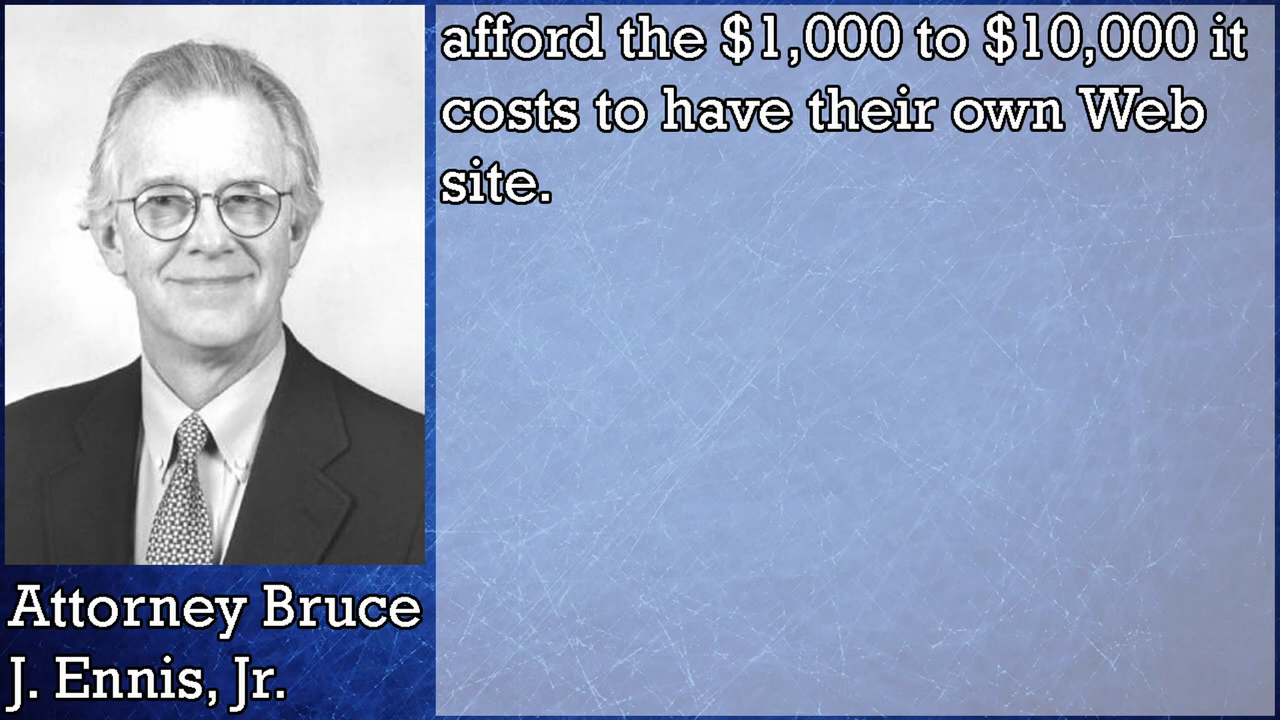 afford the $1,000 to $10,000 it
costs to have their own Web
site.
Attorney Bruce
J. Ennis, Jr.